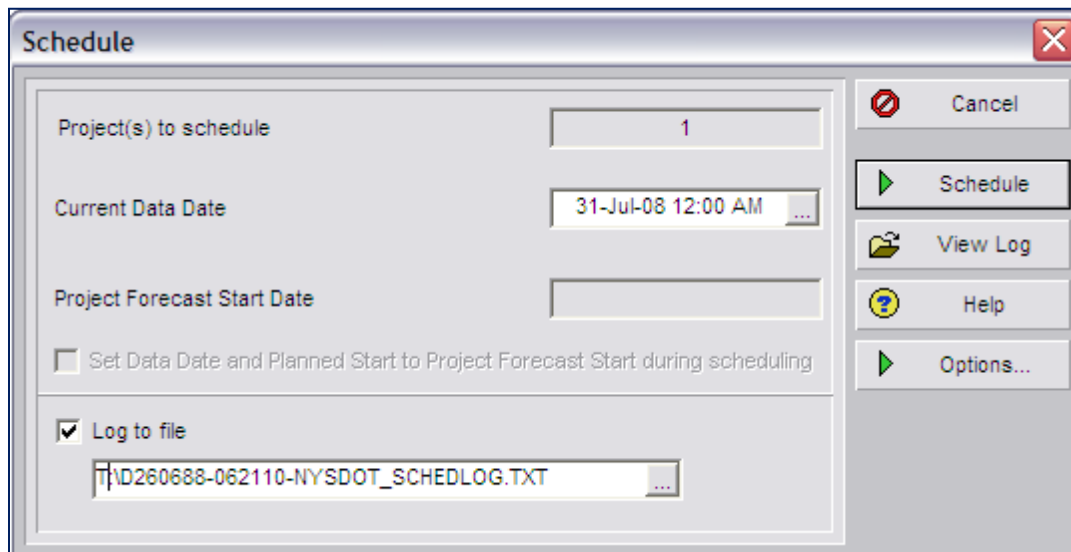 Schedule
Project(s) to schedule
1
Current Data Date
31-Jul-08 12:00 AM
...
Project Forecast Start Date
Set Data Date and Planned Start to Project Forecast Start during scheduling
Log to file
T:\D260688-062110-NYSDOT_SCHEDLOG.TXT
...
Cancel
Schedule
View Log
Help
Options...